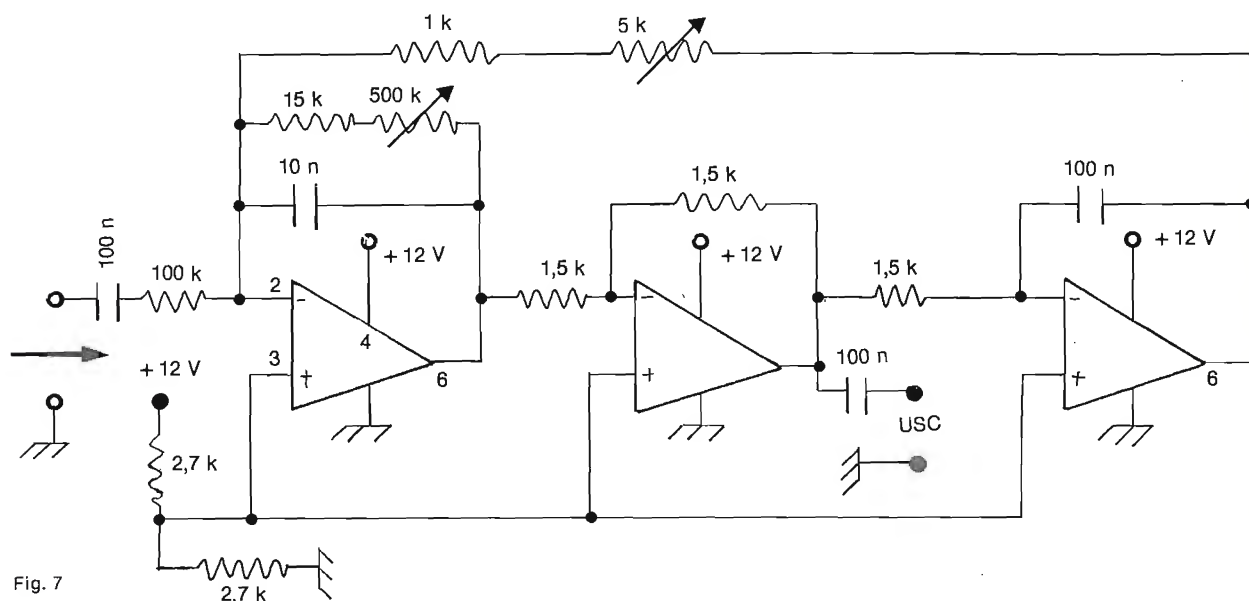 1 k
5 k
15 k
500 k
10 n
1,5 k
100 n
+ 12 V
+ 12 V
+ 12 V
100 n
100 k
2
-
1,5 k
-
1,5 k
-
4
3
+
6
+
+
6
+ 12 V
100 n
USC
2,7 k
2,7 k
Fig. 7